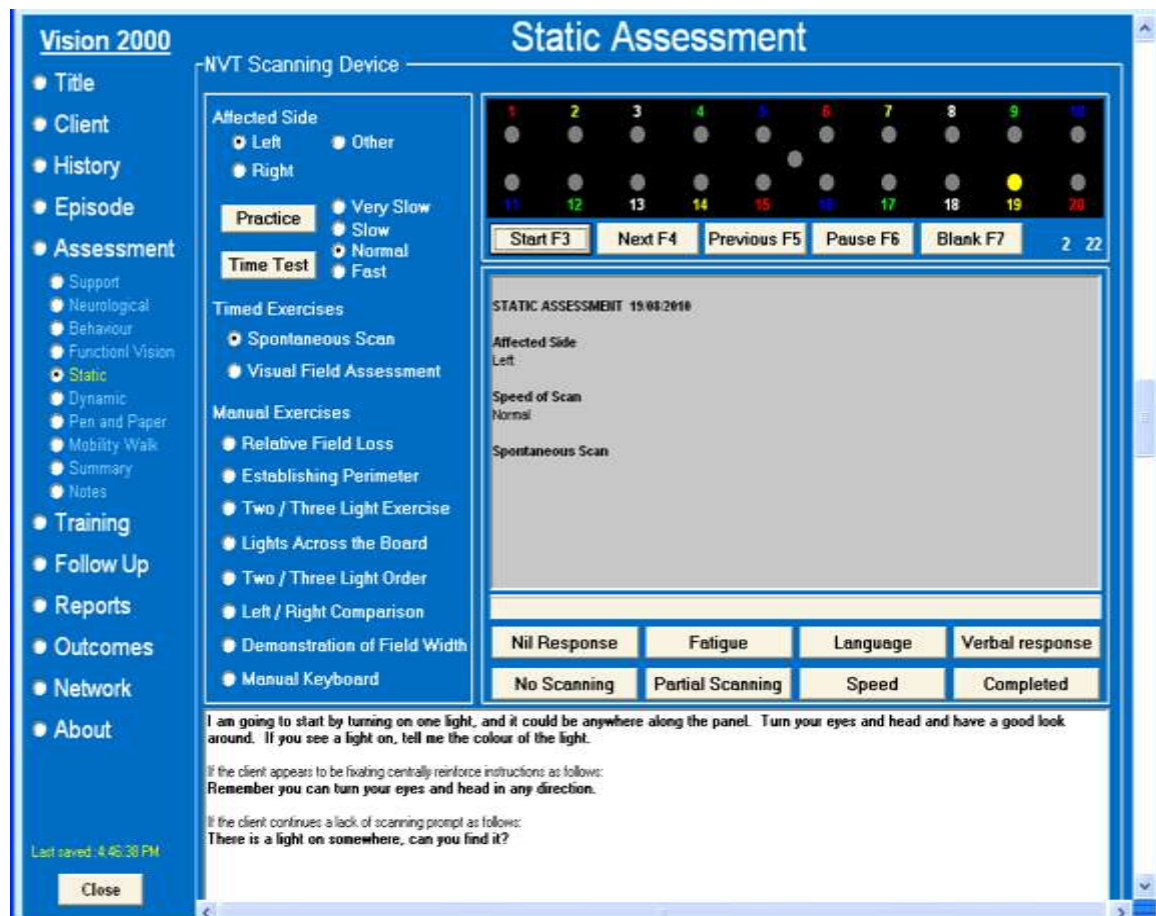 Vision 2000
Title
Client
History
Episode
Assessment
Support
Neurological
Behaviour
Functionl Vision
Static
Dynamic
Pen and Paper
Mobility Walk
Summary
Notes
Training
Follow Up
Reports
Outcomes
Network
About
Last saved :4:46:38 PM
Close
Static Assessment
NVT Scanning Device
Affected Side
Left Other
Right
Practice
Time Test
Very Slow
Slow
Normal
Fast
Timed Exercises
Spontaneous Scan
Visual Field Assessment
Manual Exercises
Relative Field Loss
Establishing Perimeter
Two / Three Light Exercise
Lights Across the Board
Two / Three Light Order
Left / Right Comparison
Demonstration of Field Width
Manual Keyboard
1 2 3 4 5 6 7 8 9 10
11 12 13 14 15 16 17 18 19 20
Start F3 Next F4 Previous F5 Pause F6 Blank F7 2 22
STATIC ASSESSMENT 19/08/2010
Affected Side
Left
Speed of Scan
Normal
Spontaneous Scan
Nil Response Fatigue Language Verbal response
No Scanning Partial Scanning Speed Completed
I am going to start by turning on one light, and it could be anywhere along the panel. Turn your eyes and head and have a good look
around. If you see a light on, tell me the colour of the light.
If the client appears to be fixating centrally reinforce instructions as follows:
Remember you can turn your eyes and head in any direction.
If the client continues a lack of scanning prompt as follows:
There is a light on somewhere, can you find it?